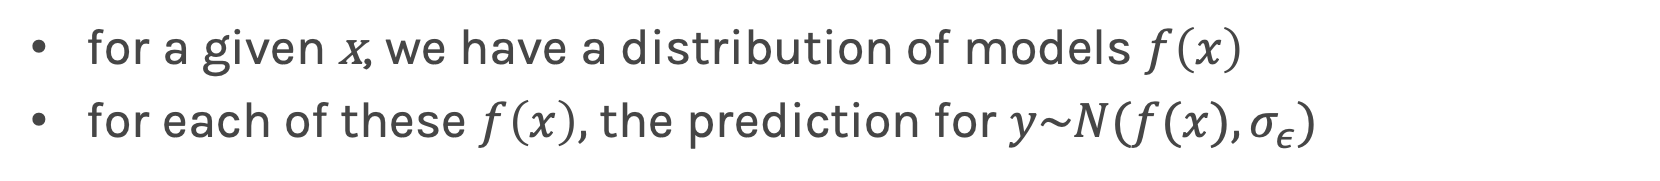 • for a given x, we have a distribution of models f(x)
• for each of these f(x), the prediction for y~N(f(x), σ_ϵ)